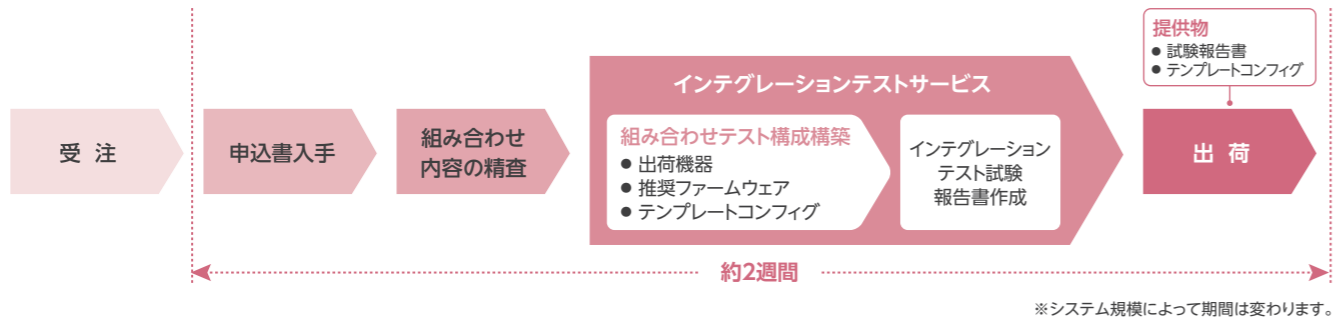 受 注
申込書入手
組み合わせ
内容の精査
インテグレーションテストサービス
組み合わせテスト構成構築
● 出荷機器
● 推奨ファームウェア
● テンプレートコンフィグ
インテグレーション
テスト試験
報告書作成
提供物
● 試験報告書
● テンプレートコンフィグ
出 荷
約2週間
※システム規模によって期間は変わります。